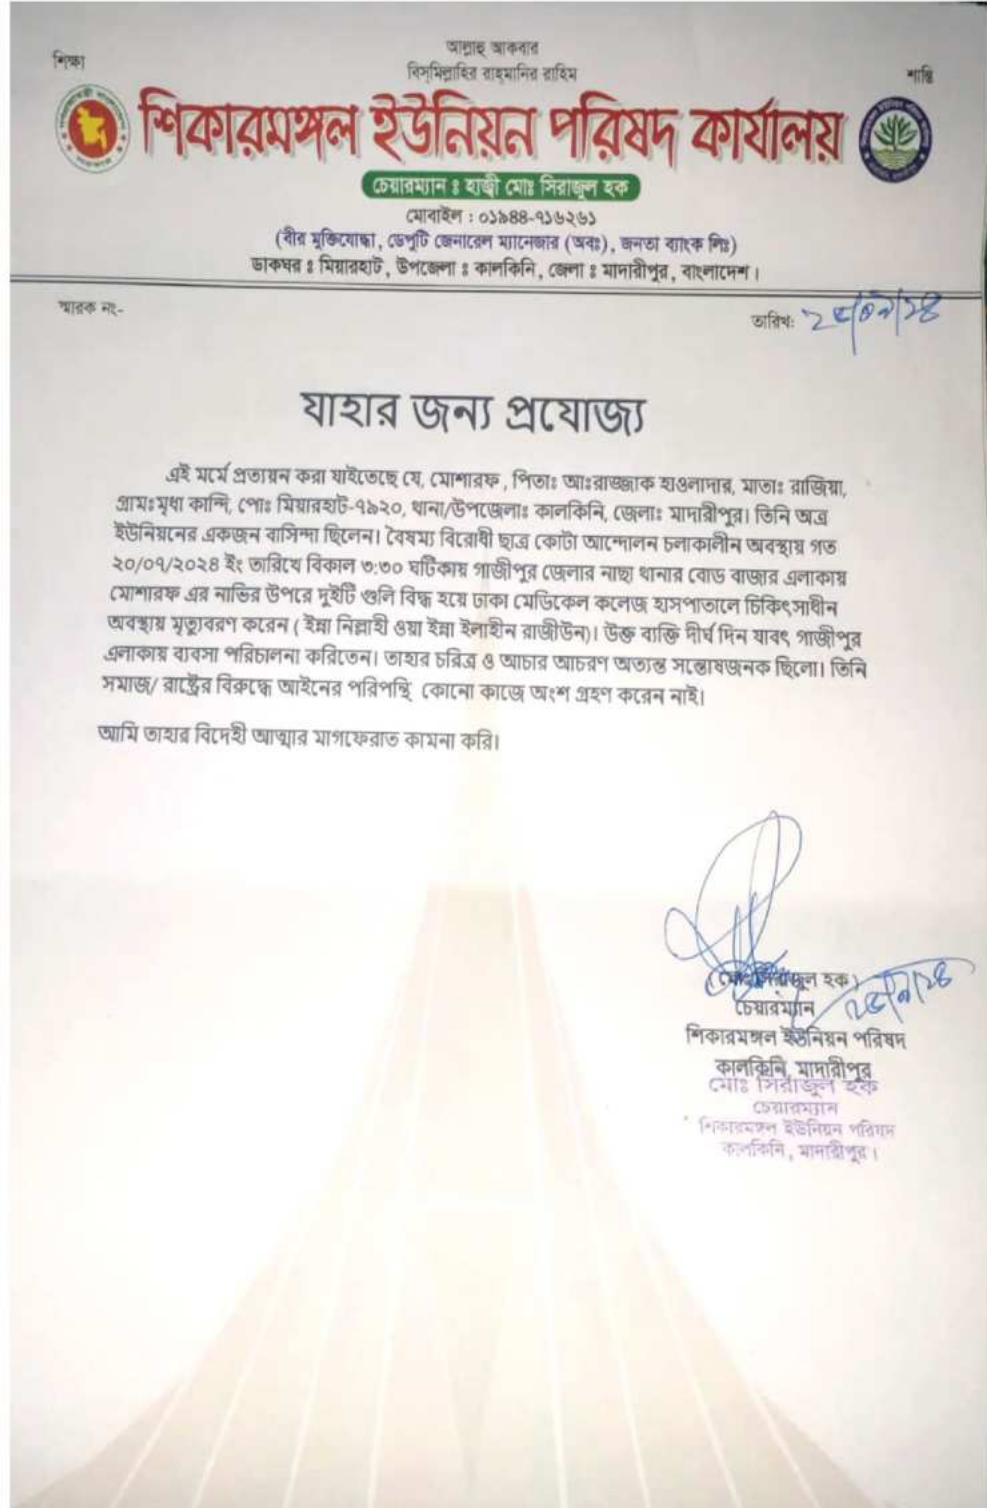 আল্লাহু আকবার
বিস্‌মিল্লাহির রাহ্‌মানির রাহিম
শিক্ষা
শান্তি
শিকারমঙ্গল ইউনিয়ন পরিষদ কার্যালয়
চেয়ারম্যান ঃ হাজ্বী মোঃ সিরাজুল হক
মোবাইল : ০১৯৪৪-৭১৬২৬১
(বীর মুক্তিযোদ্ধা, ডেপুটি জেনারেল ম্যানেজার (অবঃ), জনতা ব্যাংক লিঃ)
ডাকঘর ঃ মিয়ারহাট, উপজেলা ঃ কালকিনি, জেলা ঃ মাদারীপুর, বাংলাদেশ।
স্মারক নং-
তারিখঃ
যাহার জন্য প্রযোজ্য
এই মর্মে প্রত্যয়ন করা যাইতেছে যে, মোশারফ, পিতাঃ আঃরাজ্জাক হাওলাদার, মাতাঃ রাজিয়া,
গ্রামঃমৃধা কান্দি, পোঃ মিয়ারহাট-৭৯২০, থানা/উপজেলাঃ কালকিনি, জেলাঃ মাদারীপুর। তিনি অত্র
ইউনিয়নের একজন বাসিন্দা ছিলেন। বৈষম্য বিরোধী ছাত্র কোটা আন্দোলন চলাকালীন অবস্থায় গত
২০/০৭/২০২৪ ইং তারিখে বিকাল ৩:৩০ ঘটিকায় গাজীপুর জেলার নাছা থানার বোড বাজার এলাকায়
মোশারফ এর নাভির উপরে দুইটি গুলি বিদ্ধ হয়ে ঢাকা মেডিকেল কলেজ হাসপাতালে চিকিৎসাধীন
অবস্থায় মৃত্যুবরণ করেন ( ইন্না নিল্লাহী ওয়া ইন্না ইলাহীন রাজীউন)। উক্ত ব্যক্তি দীর্ঘ দিন যাবৎ গাজীপুর
এলাকায় ব্যবসা পরিচালনা করিতেন। তাহার চরিত্র ও আচার আচরণ অত্যন্ত সন্তোষজনক ছিলো। তিনি
সমাজ/ রাষ্ট্রের বিরুদ্ধে আইনের পরিপন্থি কোনো কাজে অংশ গ্রহণ করেন নাই।
আমি তাহার বিদেহী আত্মার মাগফেরাত কামনা করি।
(মোঃ সিরাজুল হক)
চেয়ারম্যান
শিকারমঙ্গল ইউনিয়ন পরিষদ
কালকিনি, মাদারীপুর
মোঃ সিরাজুল হক
চেয়ারম্যান
শিকারমঙ্গল ইউনিয়ন পরিষদ
কালকিনি, মাদারীপুর।